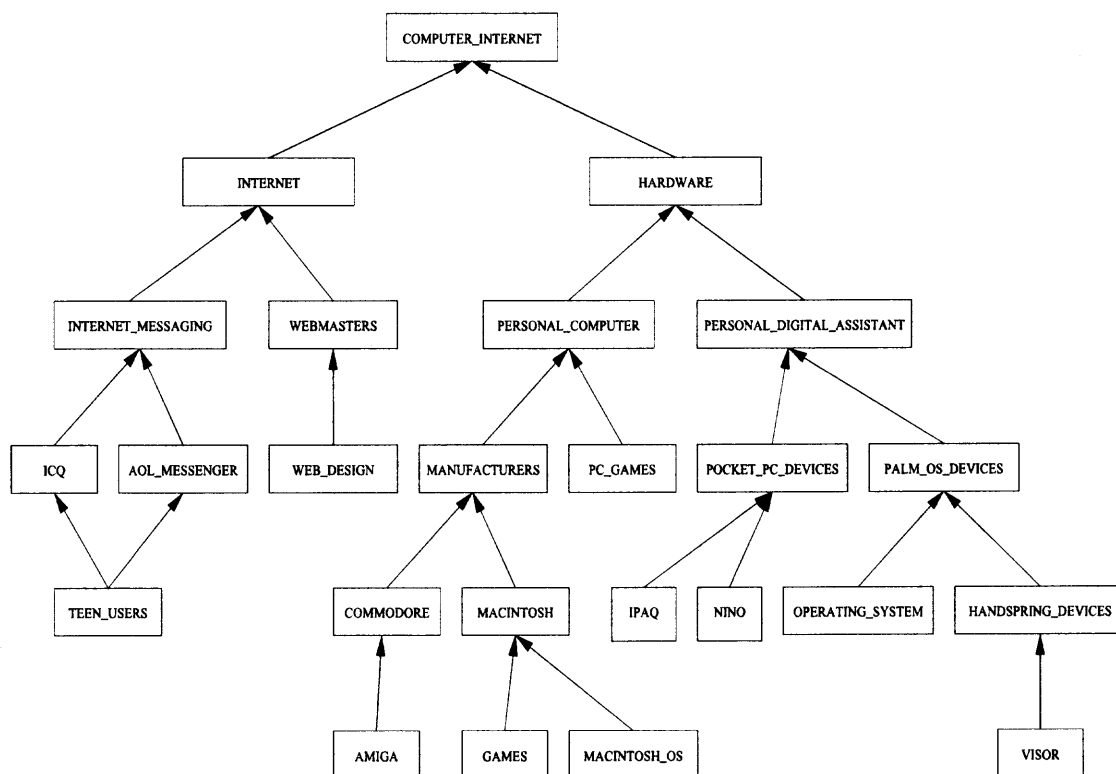 COMPUTER_INTERNET
INTERNET
HARDWARE
INTERNET_MESSAGING
WEBMASTERS
PERSONAL_COMPUTER
PERSONAL_DIGITAL_ASSISTANT
ICQ
AOL_MESSENGER
WEB_DESIGN
MANUFACTURERS
PC_GAMES
POCKET_PC_DEVICES
PALM_OS_DEVICES
TEEN_USERS
COMMODORE
MACINTOSH
IPAQ
NINO
OPERATING_SYSTEM
HANDSPRING_DEVICES
AMIGA
GAMES
MACINTOSH_OS
VISOR